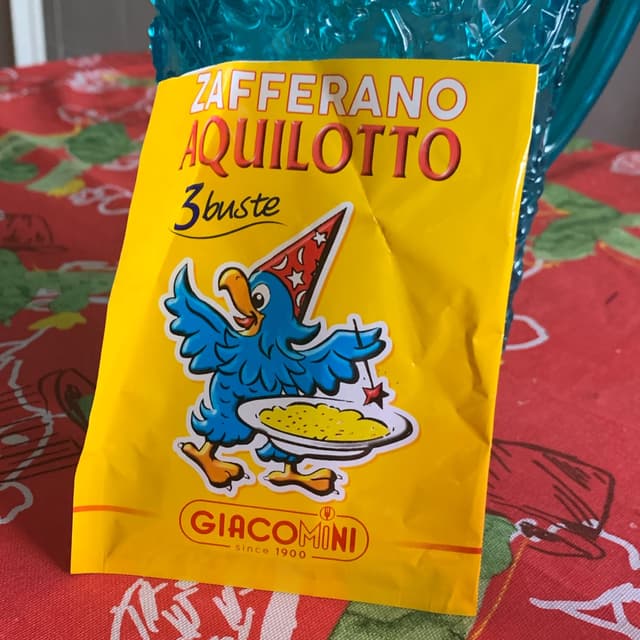 ZAFFERANO
AQUILOTTO
3 buste
GIACOMINI
since 1900